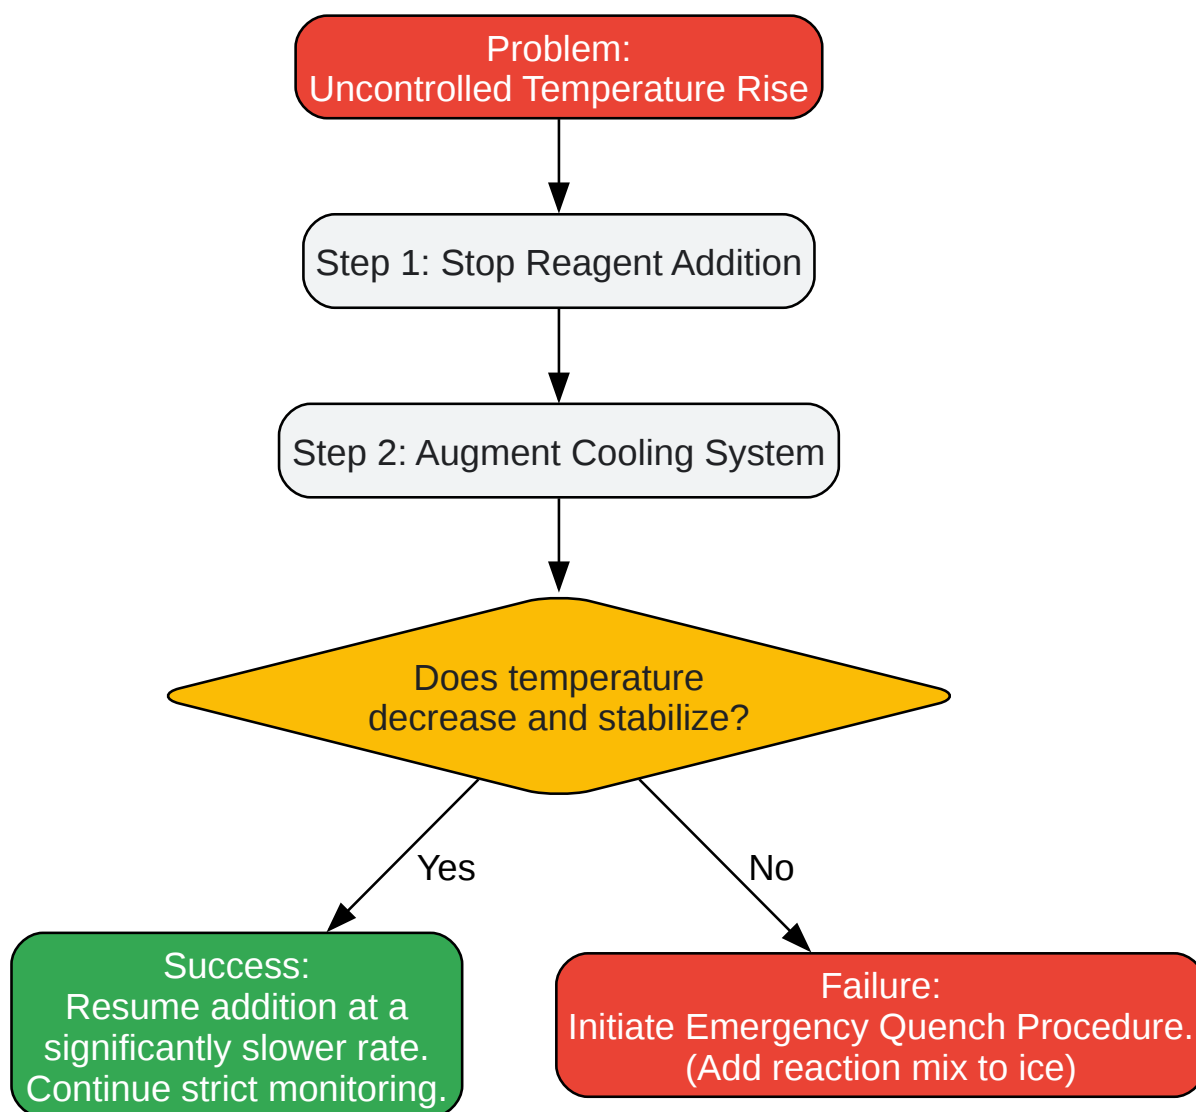 Problem:
Uncontrolled Temperature Rise
Step 1: Stop Reagent Addition
Step 2: Augment Cooling System
Does temperature
decrease and stabilize?
Yes
No
Success:
Resume addition at a
significantly slower rate.
Continue strict monitoring.
Failure:
Initiate Emergency Quench Procedure.
(Add reaction mix to ice)